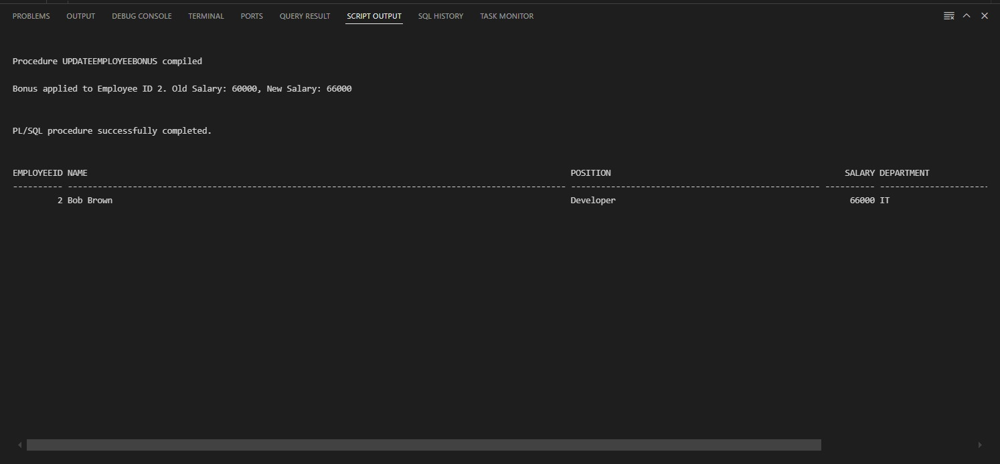 PROBLEMS OUTPUT DEBUG CONSOLE TERMINAL PORTS QUERY RESULT SCRIPT OUTPUT SQL HISTORY TASK MONITOR
Procedure UPDATEEMPLOYEEBONUS compiled
Bonus applied to Employee ID 2. Old Salary: 60000, New Salary: 66000
PL/SQL procedure successfully completed.
EMPLOYEEID NAME POSITION SALARY DEPARTMENT
---------- ---------------------------------------------------------------------------------------------------- -------------------------------------------------- ---------- ----------------------
2 Bob Brown Developer 66000 IT